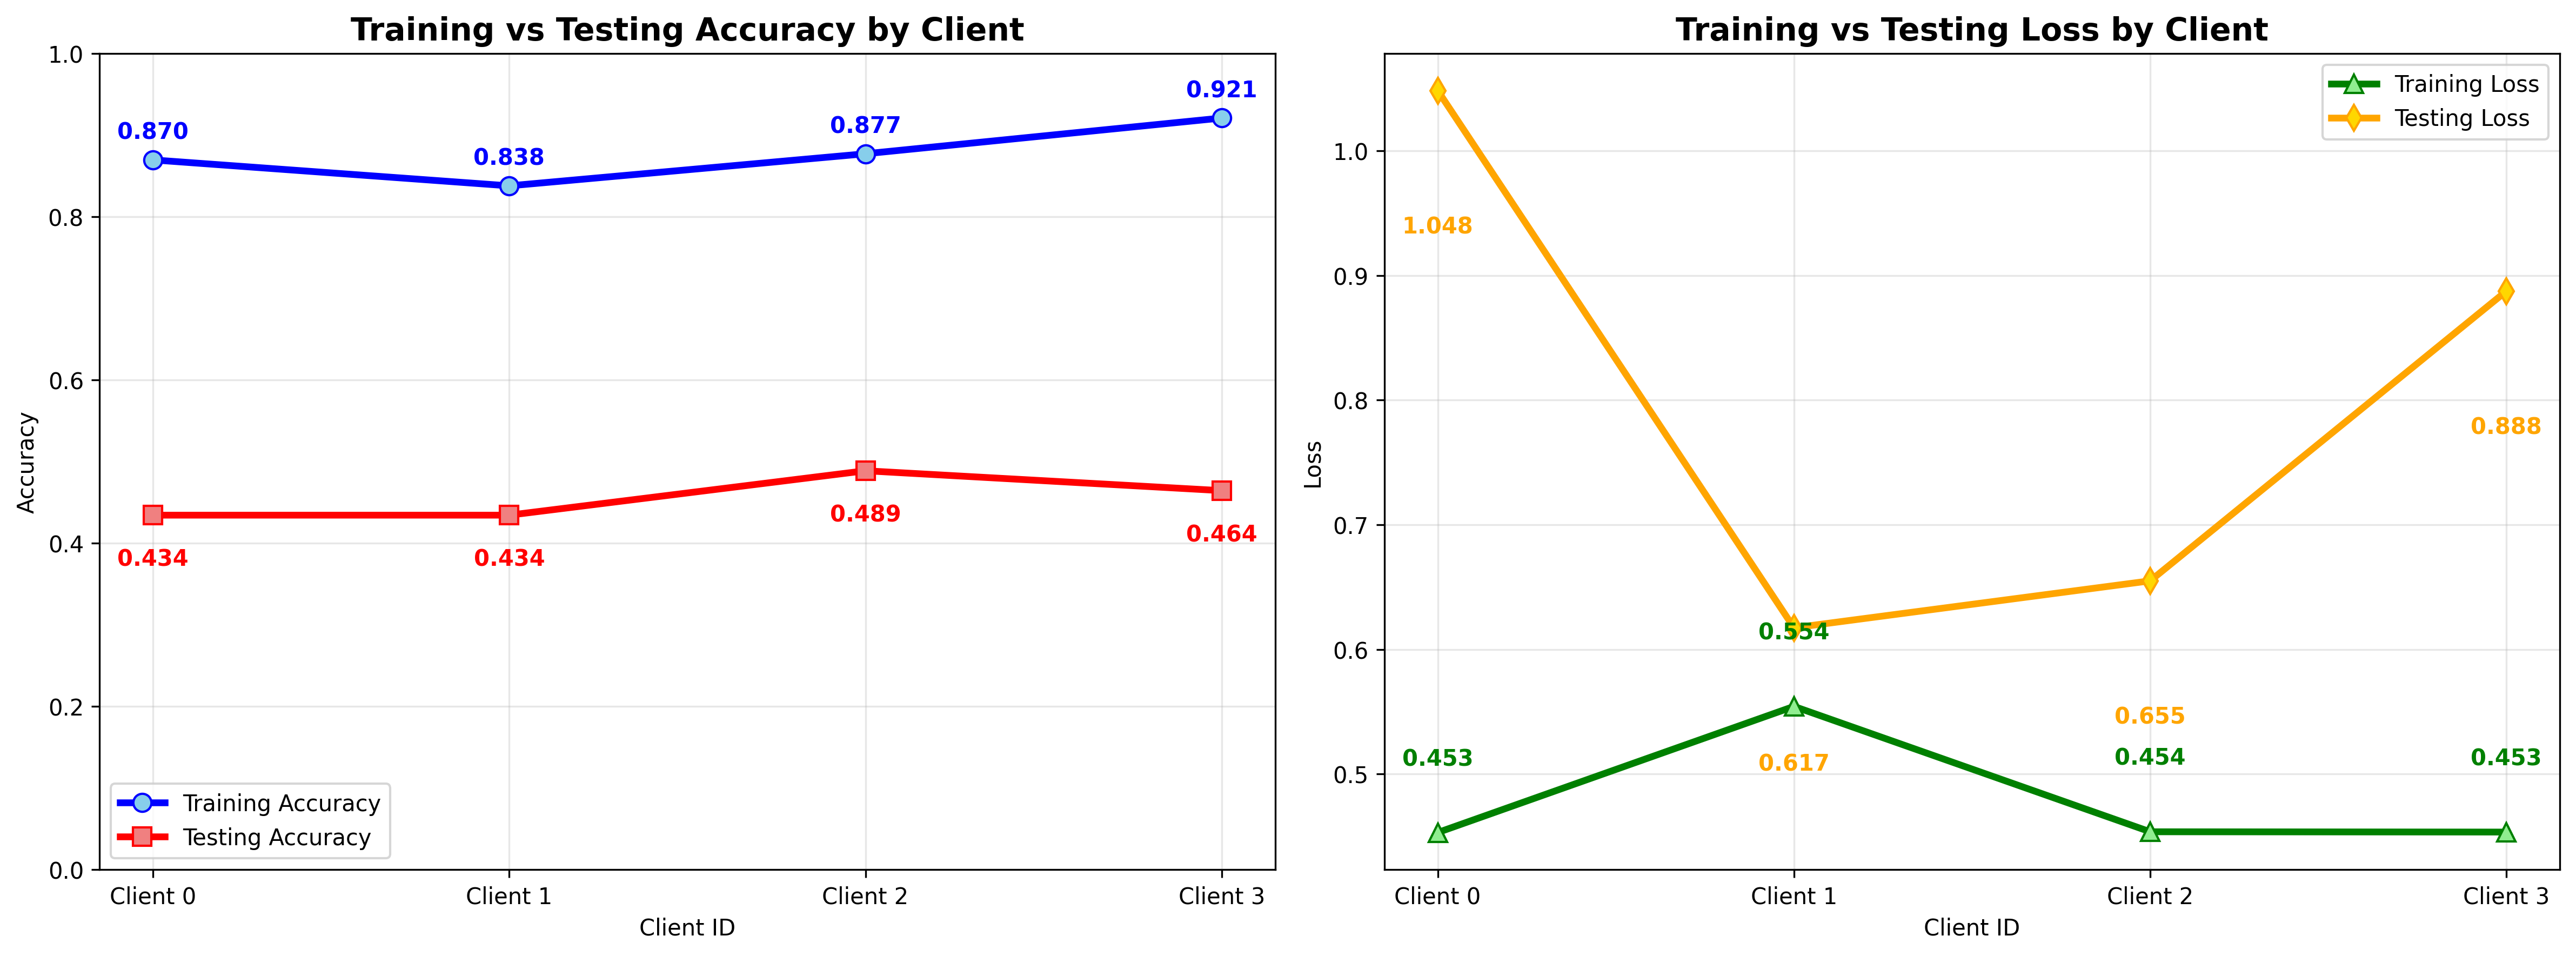 Training vs Testing Accuracy by Client
1.0
0.8
0.6
0.4
0.2
0.0
Accuracy
0.870
0.838
0.877
0.921
0.434
0.434
0.489
0.464
Training Accuracy
Testing Accuracy
Client 0
Client 1
Client 2
Client 3
Client ID
Training vs Testing Loss by Client
Training Loss
Testing Loss
1.0
0.9
0.8
0.7
0.6
0.5
Loss
1.048
0.888
0.554
0.655
0.453
0.617
0.454
0.453
Client 0
Client 1
Client 2
Client 3
Client ID